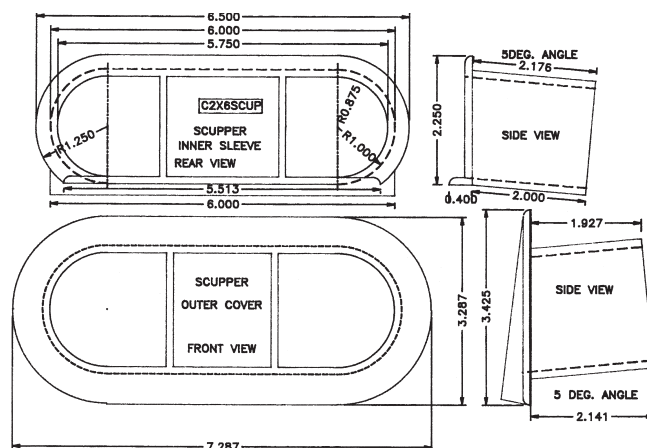 6.500
6.000
5.750
C2X6SCUP
SCUPPER
INNER SLEEVE
REAR VIEW
R1.250
R0.875
R1.000
5.513
6.000
5DEG. ANGLE
2.176
2.250
SIDE VIEW
0.400
2.000
SCUPPER
OUTER COVER
FRONT VIEW
3.287
7.287
3.425
1.927
SIDE VIEW
5 DEG. ANGLE
2.141